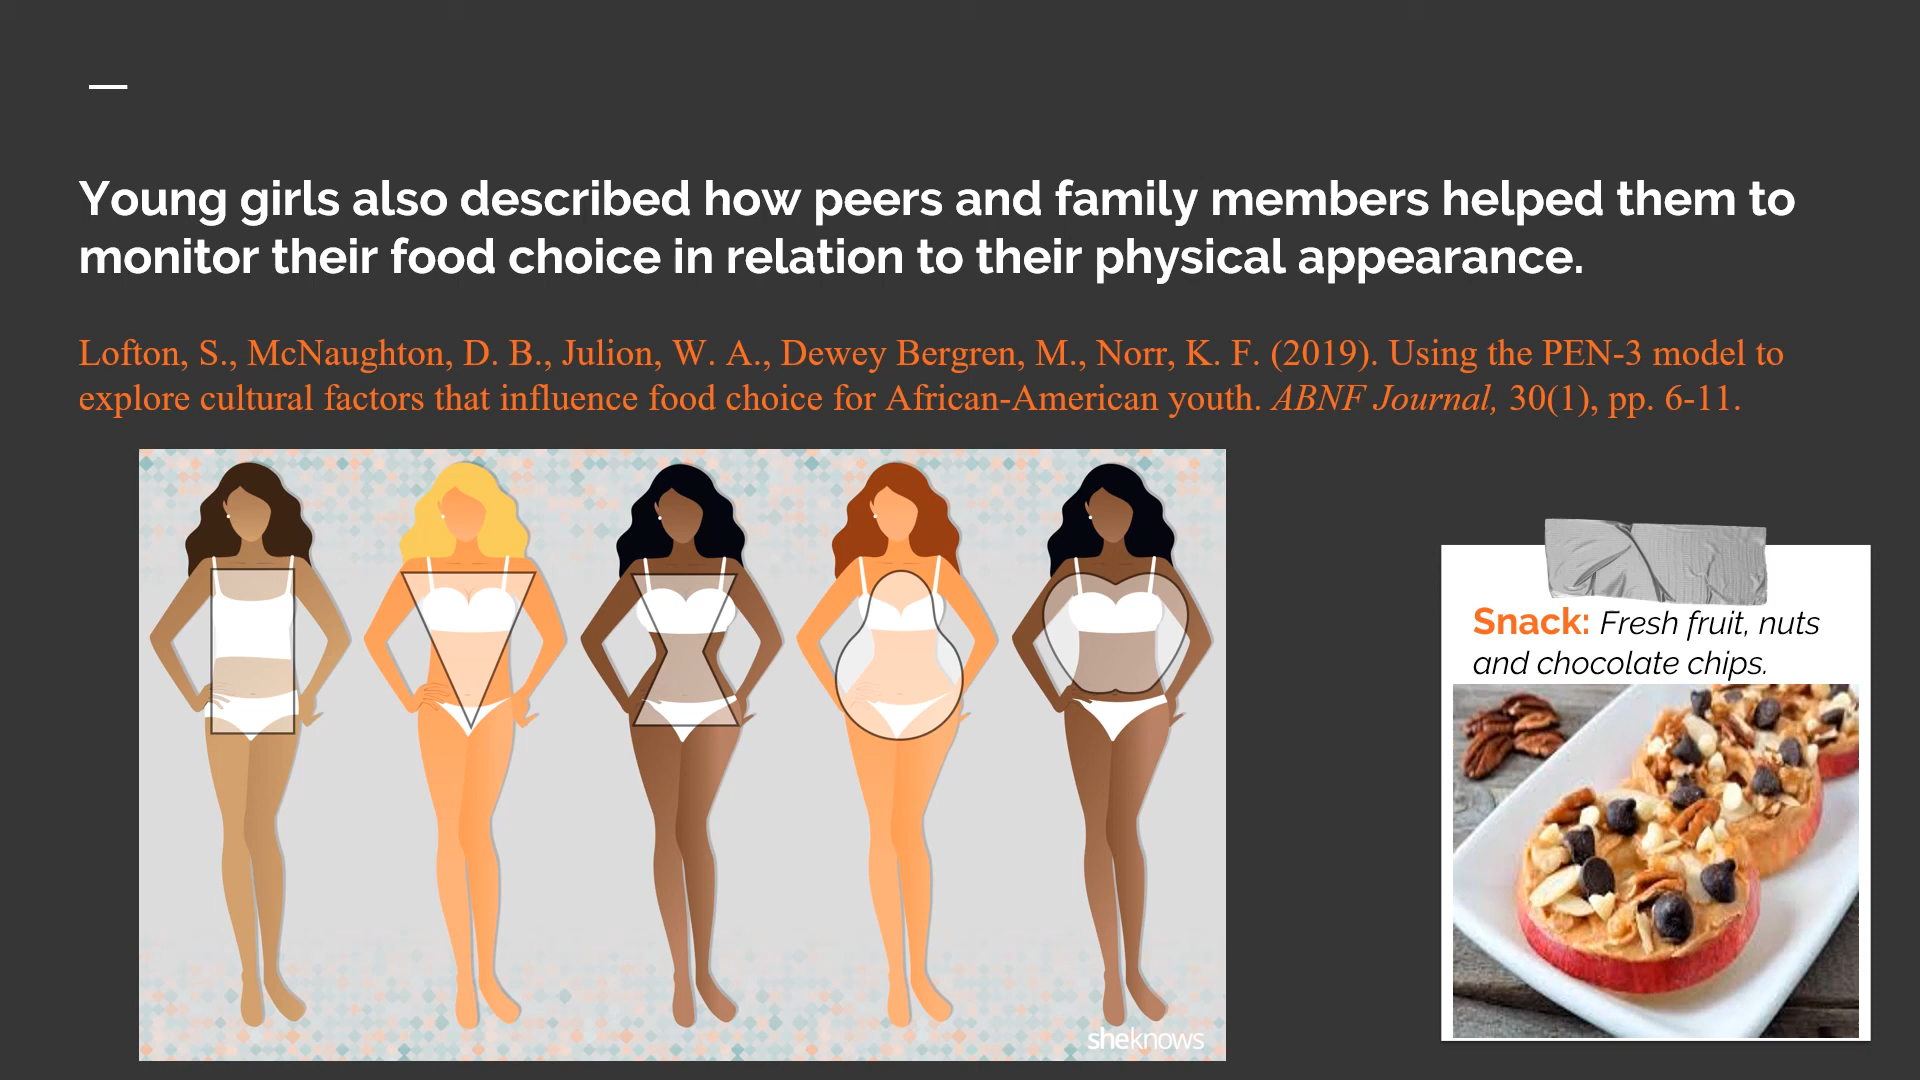 Young girls also described how peers and family members helped them to
monitor their food choice in relation to their physical appearance.
Lofton, S., McNaughton, D. B., Julion, W. A., Dewey Bergren, M., Norr, K. F. (2019). Using the PEN-3 model to
explore cultural factors that influence food choice for African-American youth. ABNF Journal, 30(1), pp. 6-11.
sheknows
Snack: Fresh fruit, nuts
and chocolate chips.